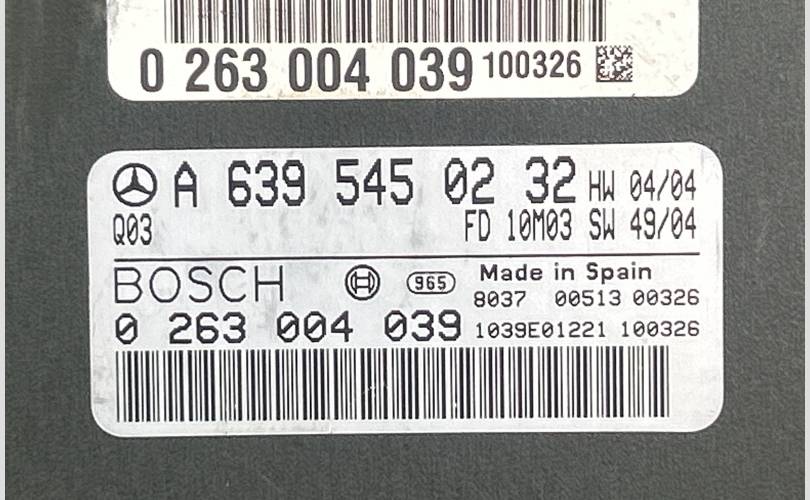 0 263 004 039 100326
A 639 545 02 32 HW 04/04
Q03 FD 10M03 SW 49/04
BOSCH 965 Made in Spain
8037 00513 00326
0 263 004 039 1039E01221 100326